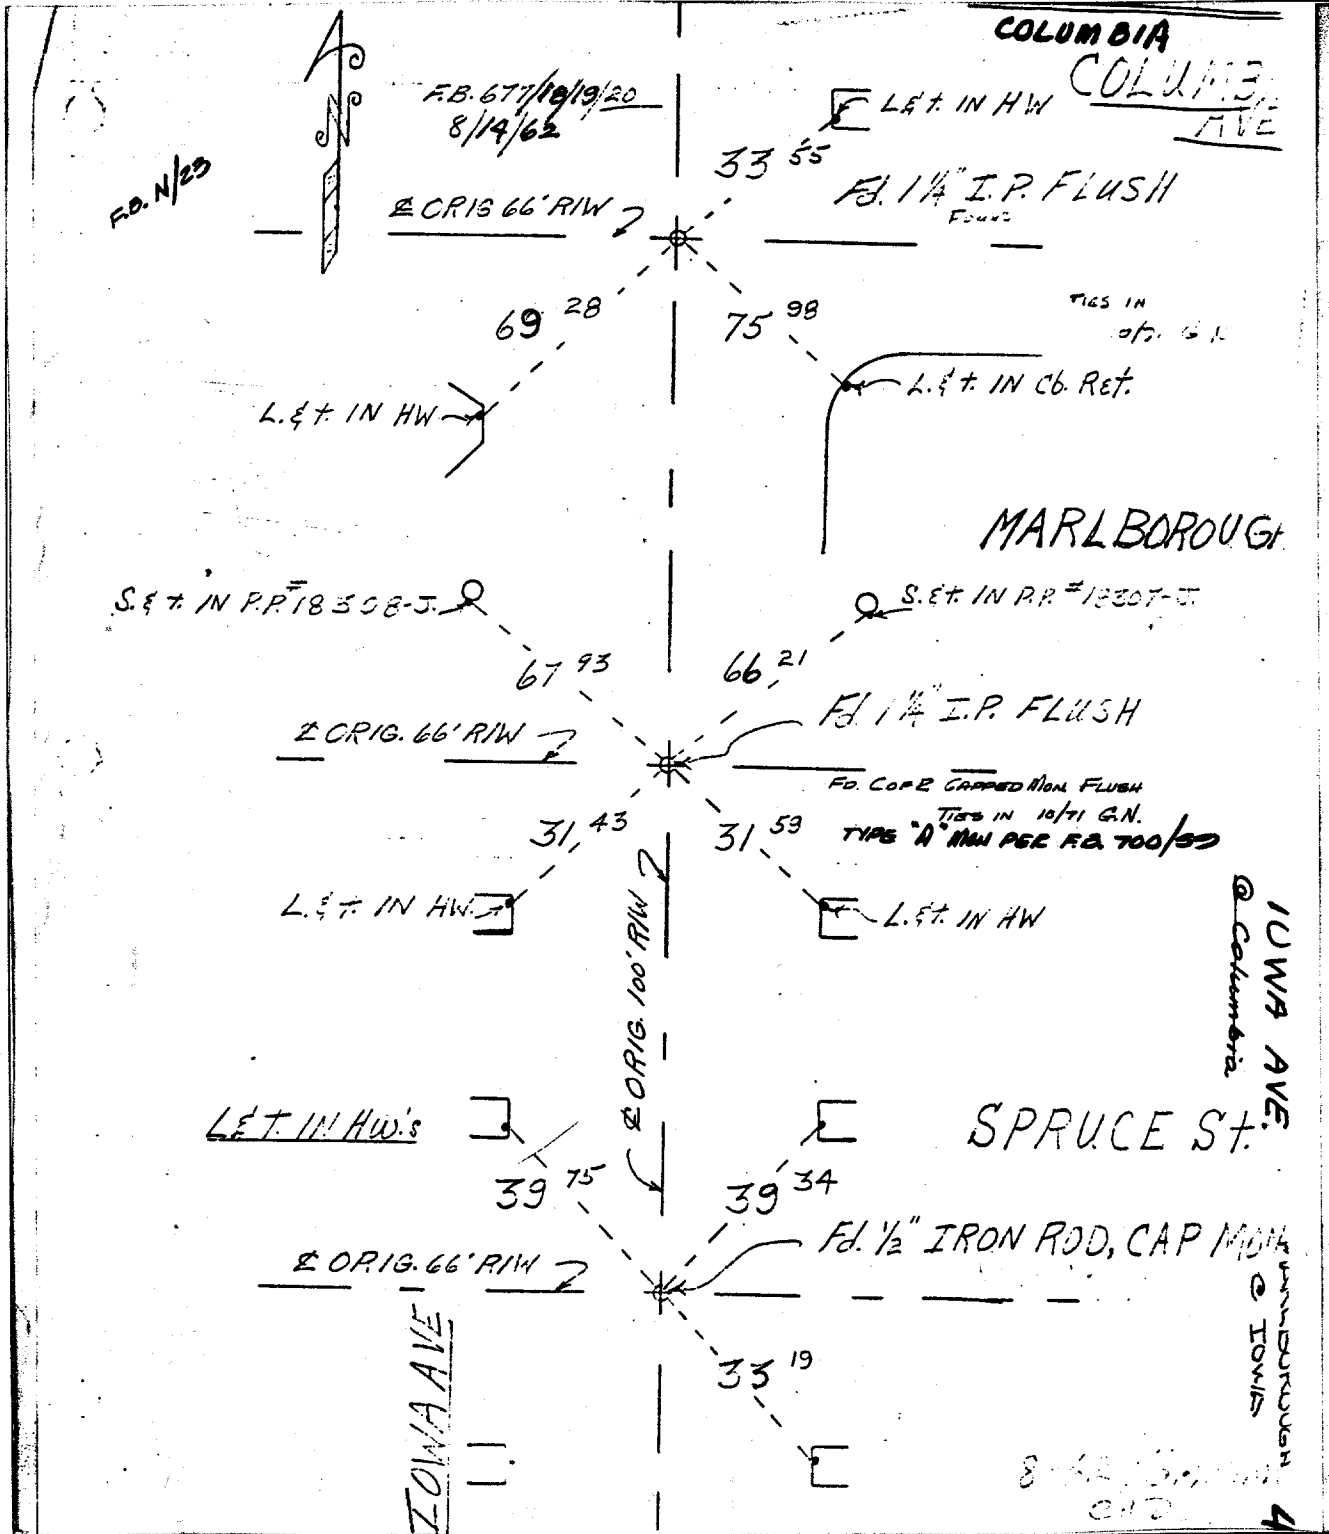 COLUMBIA
COLUMBIA
AVE
F.B. 677/18/19/20
8/14/62
F.B. N/23
L.&t. IN HW
33 55
Fd. 1¼" I.P. FLUSH
Found
℄ ORIG 66' R/W
69 28
75 98
TIES IN
L.&t. IN HW
L.&t. IN Cb. Ret.
MARLBOROUGH
S.&t. IN P.P. #18308-J.
S.&t. IN P.P. #18307-J.
67 93
66 21
Fd. 1¼" I.P. FLUSH
℄ ORIG. 66' R/W
FD. COFR CAPPED MON FLUSH
TIES IN 10/71 G.N.
TYPE "A" MON PER F.B. 700/59
31 43
31 59
L.&t. IN HW.
L.&t. IN HW
℄ ORIG. 100' R/W
IOWA AVE.
@ Columbia
L&t. IN HW.'s
SPRUCE St.
39 75
39 34
Fd. ½" IRON ROD, CAP MON
℄ ORIG. 66' R/W
MARLBOROUGH
@ IOWA
33 19
IOWA AVE
4